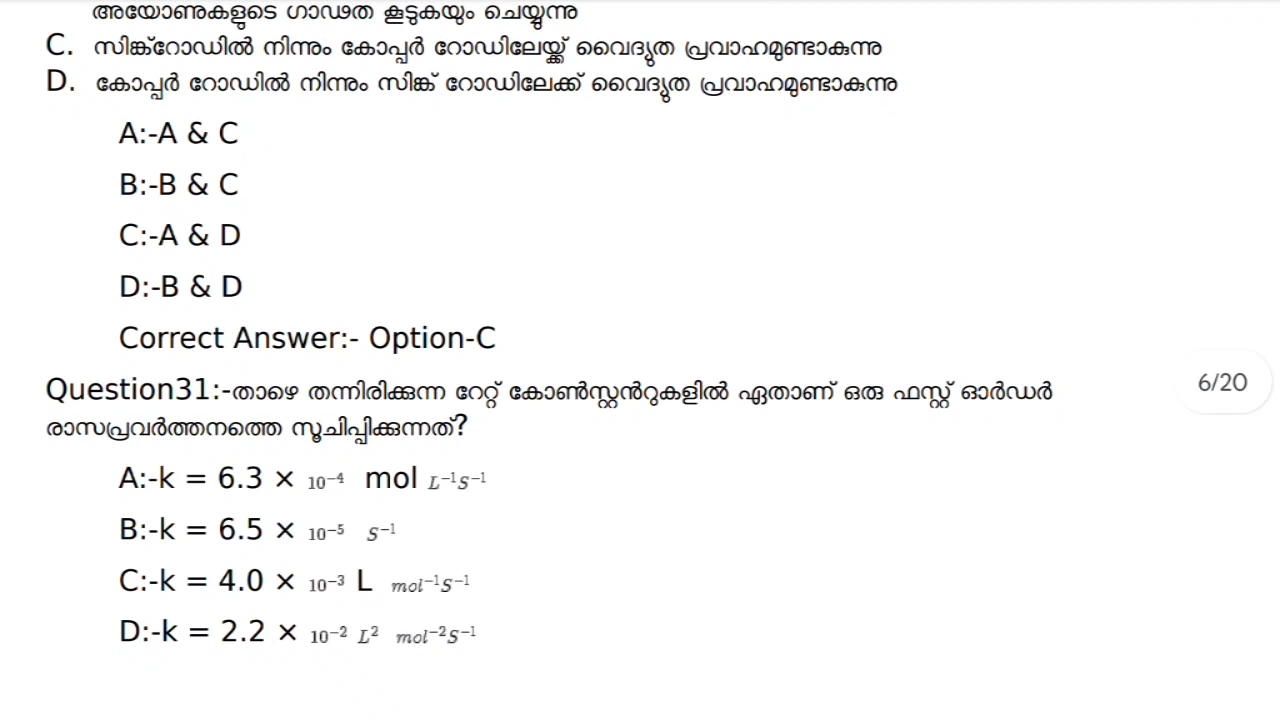 അയോണുകളുടെ ഗാഢത കൂടുകയും ചെയ്യുന്നു
C. സിങ്ക്റോഡിൽ നിന്നും കോപ്പർ റോഡിലേയ്ക്ക് വൈദ്യുത പ്രവാഹമുണ്ടാകുന്നു
D. കോപ്പർ റോഡിൽ നിന്നും സിങ്ക് റോഡിലേക്ക് വൈദ്യുത പ്രവാഹമുണ്ടാകുന്നു
A:-A & C
B:-B & C
C:-A & D
D:-B & D
Correct Answer:- Option-C
Question31:-താഴെ തന്നിരിക്കുന്ന റേറ്റ് കോൺസ്റ്റൻറുകളിൽ ഏതാണ് ഒരു ഫസ്റ്റ് ഓർഡർ
6/20
രാസപ്രവർത്തനത്തെ സൂചിപ്പിക്കുന്നത്?
A:-k = 6.3 × 10⁻⁴ mol L⁻¹S⁻¹
B:-k = 6.5 × 10⁻⁵ S⁻¹
C:-k = 4.0 × 10⁻³ L mol⁻¹S⁻¹
D:-k = 2.2 × 10⁻² L² mol⁻²S⁻¹